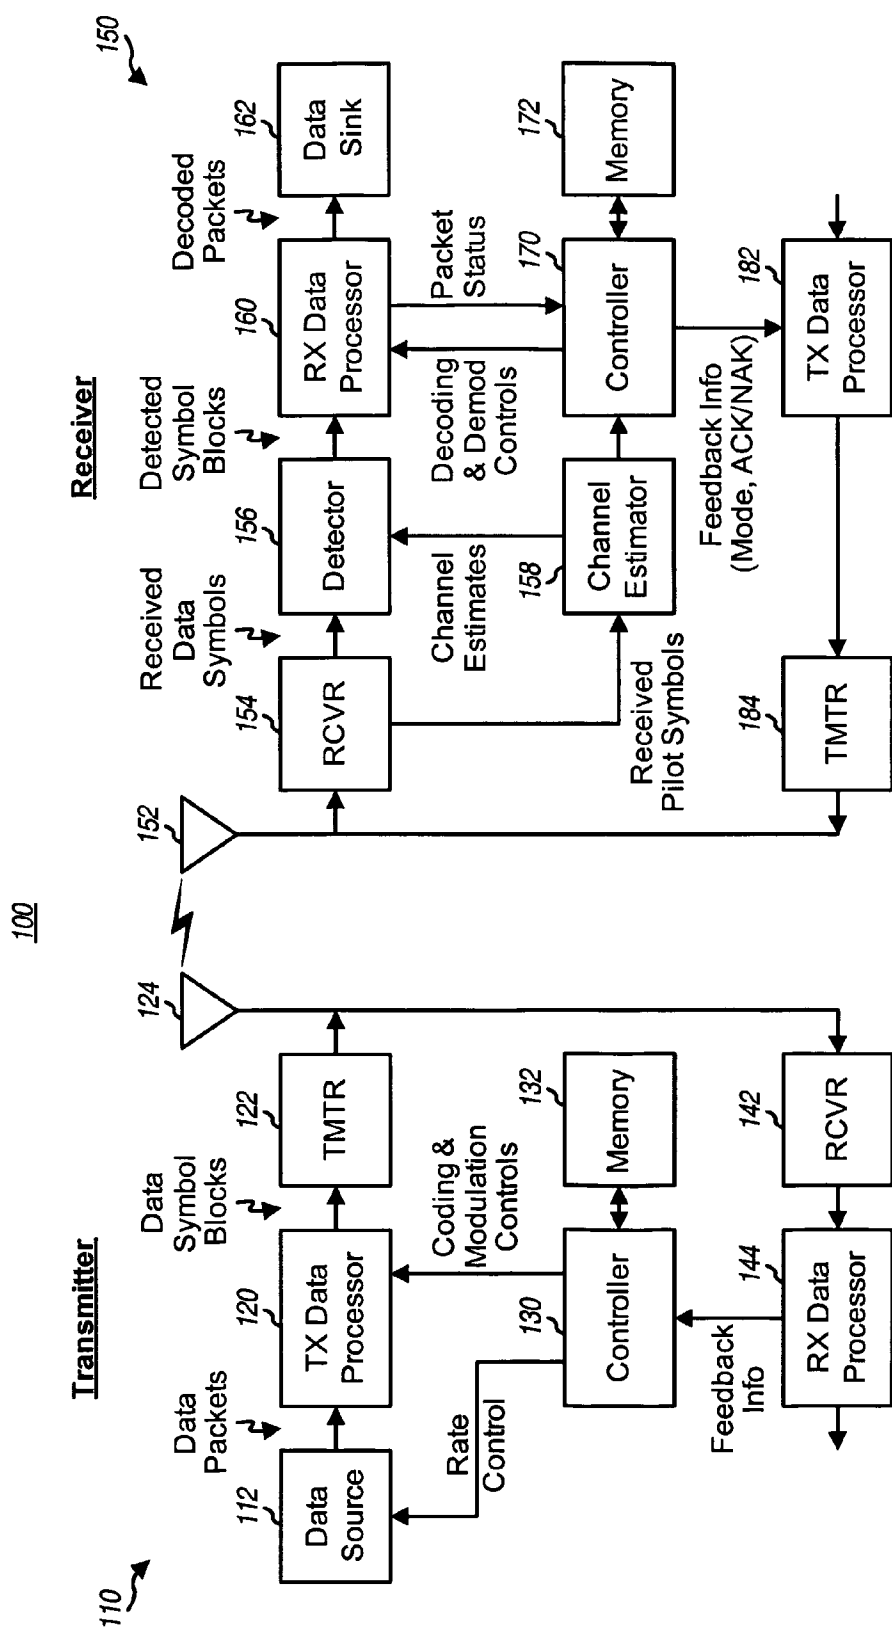 100
Transmitter
110
112
Data
Source
Data
Packets
120
TX Data
Processor
Data
Symbol
Blocks
122
TMTR
124
Rate
Control
Coding &
Modulation
Controls
130
Controller
132
Memory
Feedback
Info
144
RX Data
Processor
142
RCVR
Receiver
150
152
154
RCVR
Received
Data
Symbols
156
Detector
Detected
Symbol
Blocks
160
RX Data
Processor
Decoded
Packets
162
Data
Sink
Channel
Estimates
Decoding
& Demod
Controls
Packet
Status
Received
Pilot Symbols
158
Channel
Estimator
170
Controller
172
Memory
Feedback Info
(Mode, ACK/NAK)
184
TMTR
182
TX Data
Processor